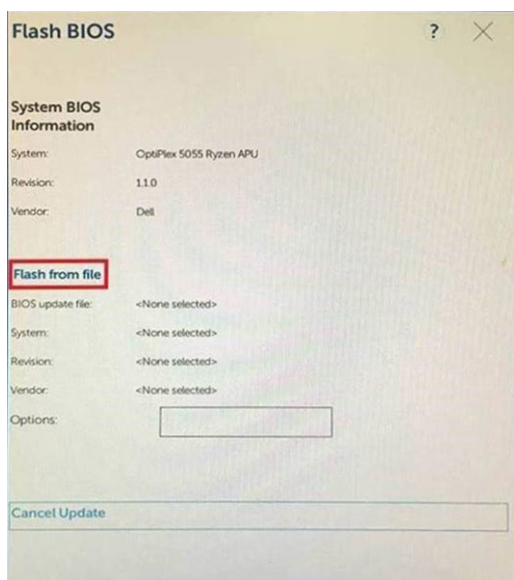 Flash BIOS ?
System BIOS
Information
System: OptiPlex 5055 Ryzen APU
Revision: 1.1.0
Vendor: Dell
Flash from file
BIOS update file: <None selected>
System: <None selected>
Revision: <None selected>
Vendor: <None selected>
Options:
Cancel Update